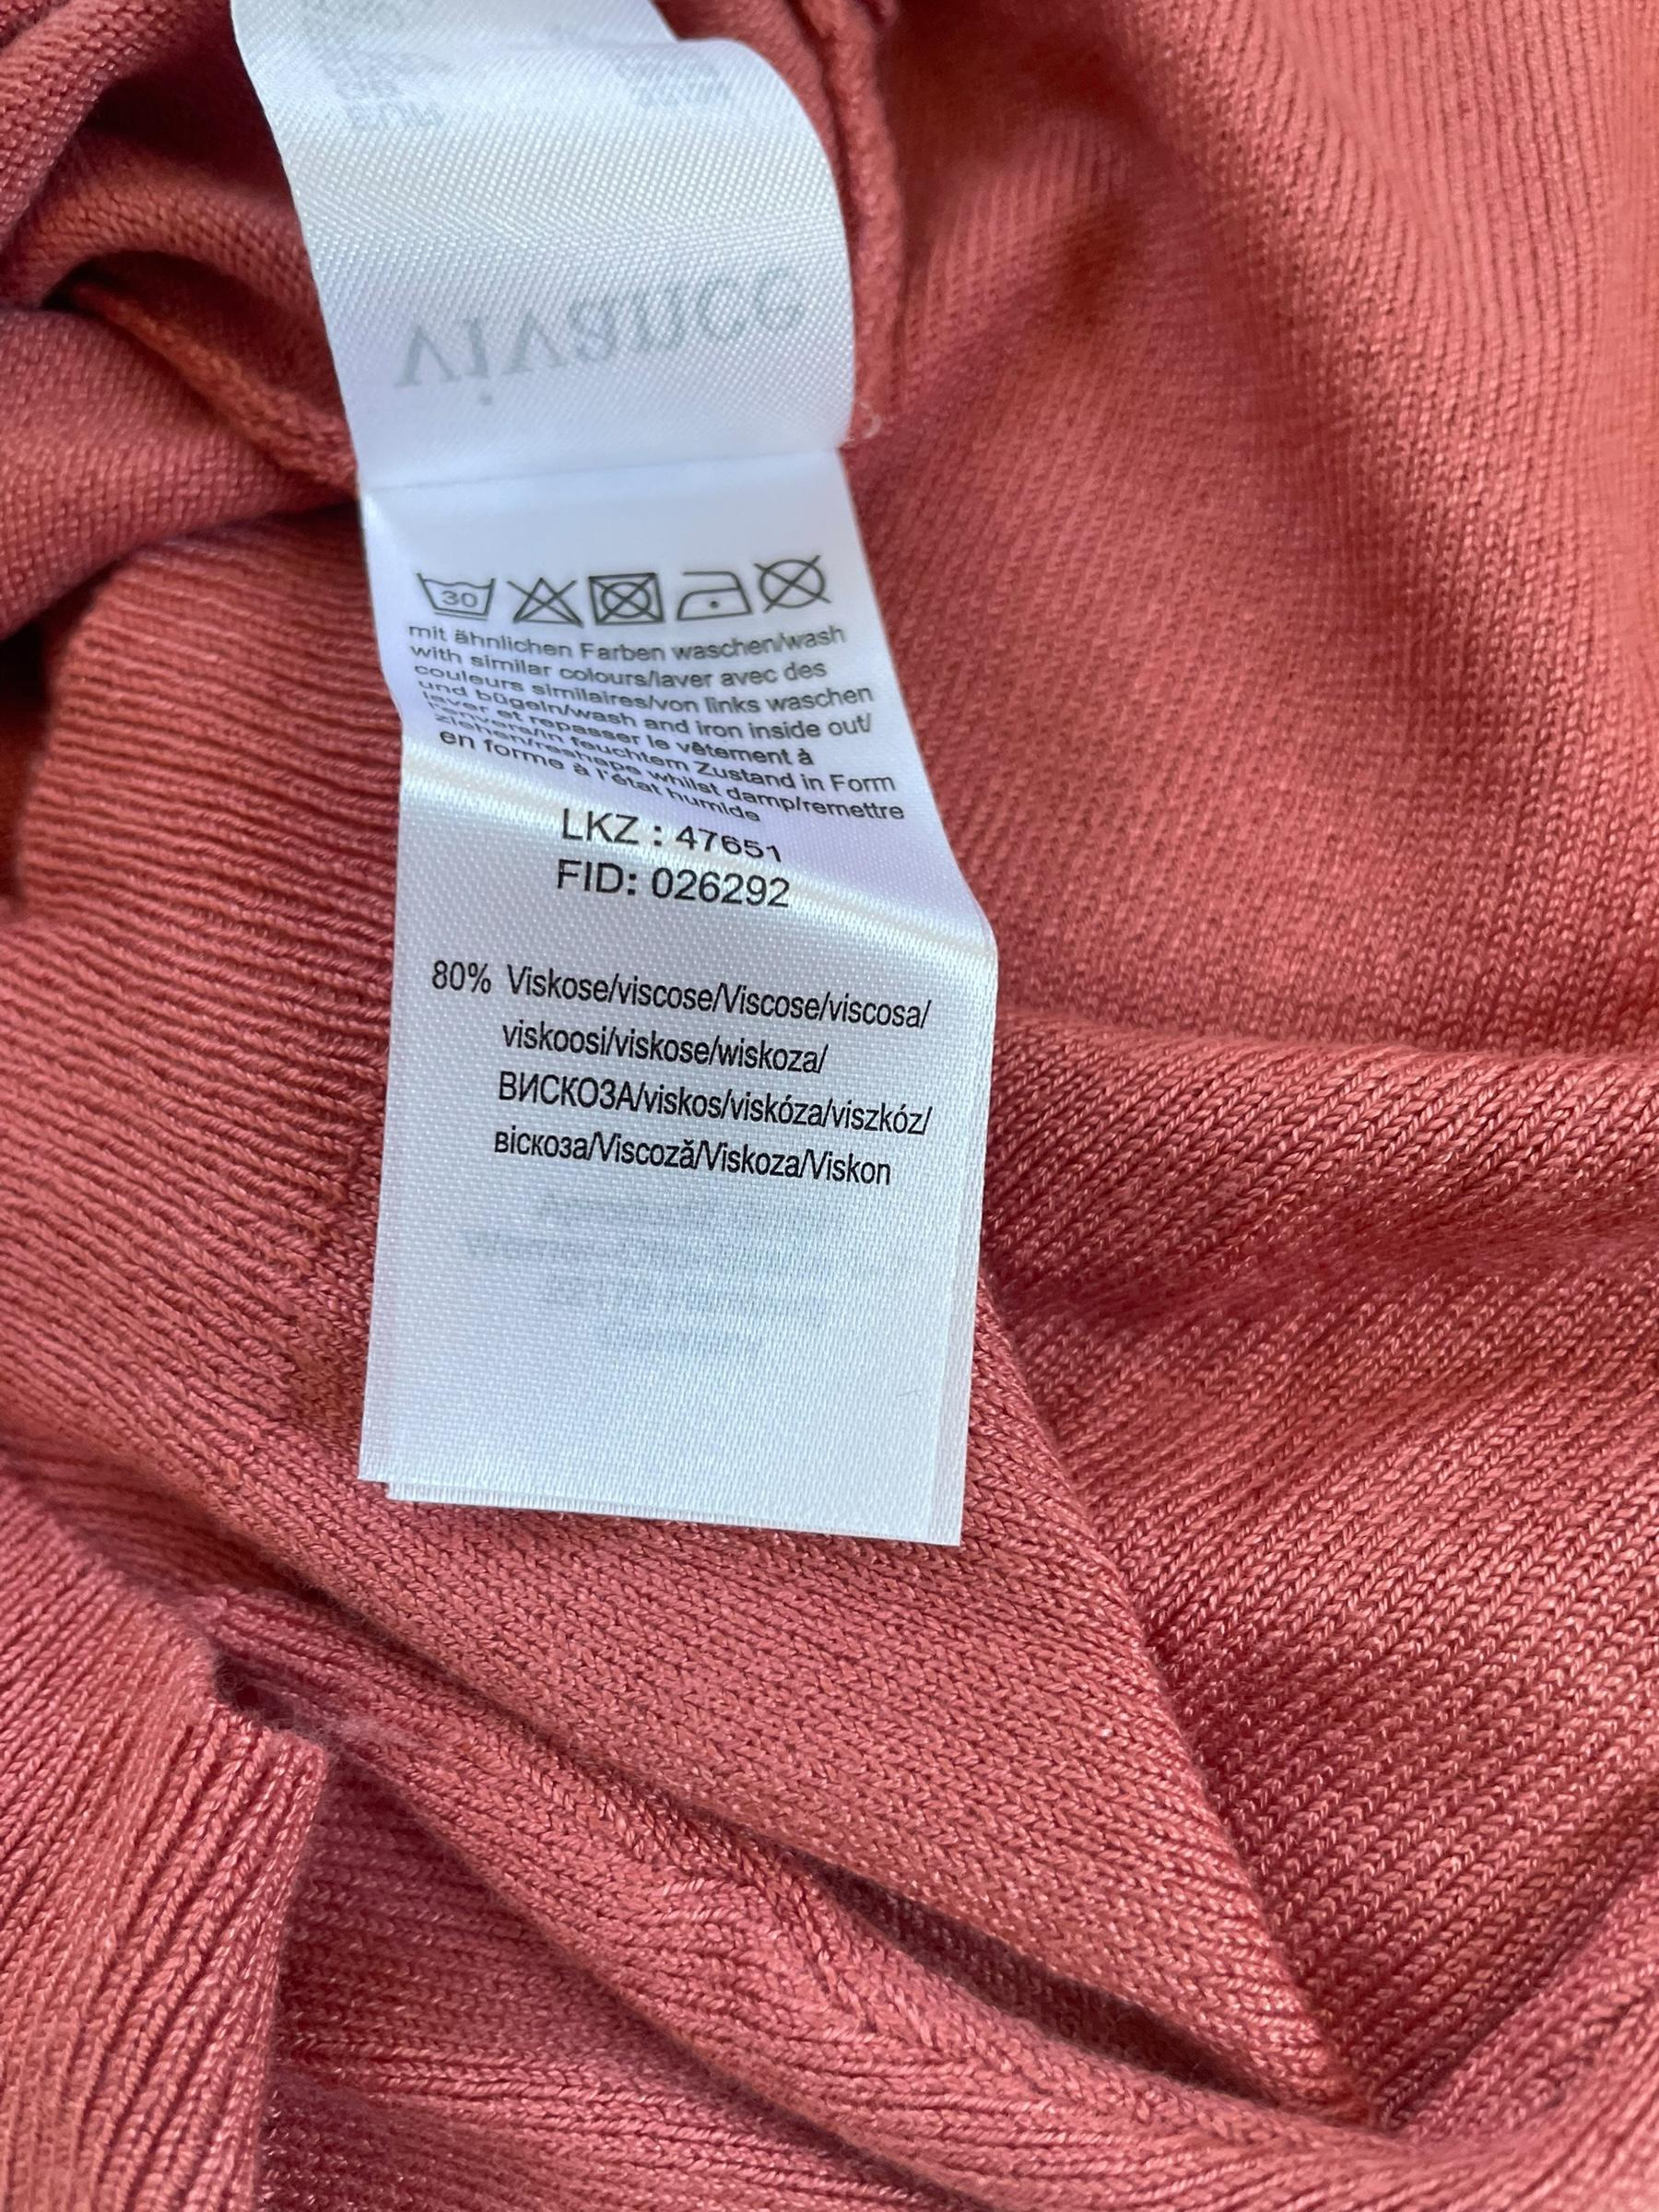 vivance
30
mit ähnlichen Farben waschen/wash
with similar colours/laver avec des
couleurs similaires/von links waschen
und bügeln/wash and iron inside out/
laver et repasser le vêtement à
l'envers/in feuchtem Zustand in Form
ziehen/reshape whilst damp/remettre
en forme à l'état humide
LKZ : 47651
FID: 026292
80% Viskose/viscose/Viscose/viscosa/
viskoosi/viskose/wiskoza/
ВИСКОЗА/viskos/viskóza/viszkóz/
віскоза/Viscoză/Viskoza/Viskon